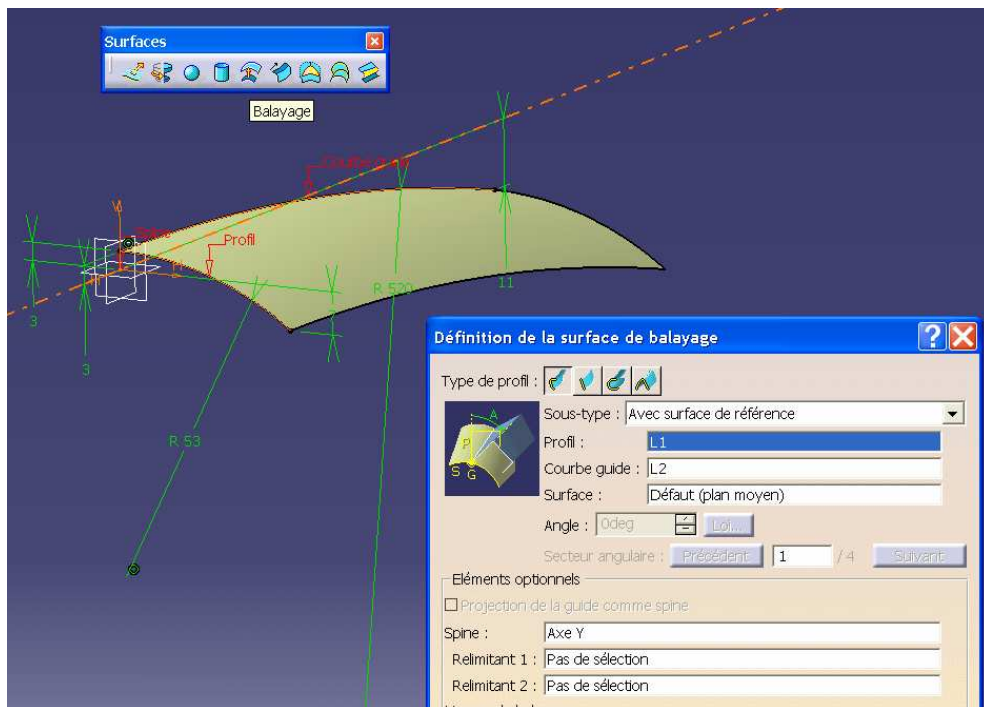 Surfaces
Balayage
Profil
3
3
R 520
11
R 53
Définition de la surface de balayage
Type de profil :
Sous-type : Avec surface de référence
Profil : L1
Courbe guide : L2
Surface : Défaut (plan moyen)
Angle : 0deg Loi...
Secteur angulaire : Précédent 1 / 4 Suivant
A
P
S G
Eléments optionnels
Projection de la guide comme spine
Spine : Axe Y
Relimitant 1 : Pas de sélection
Relimitant 2 : Pas de sélection